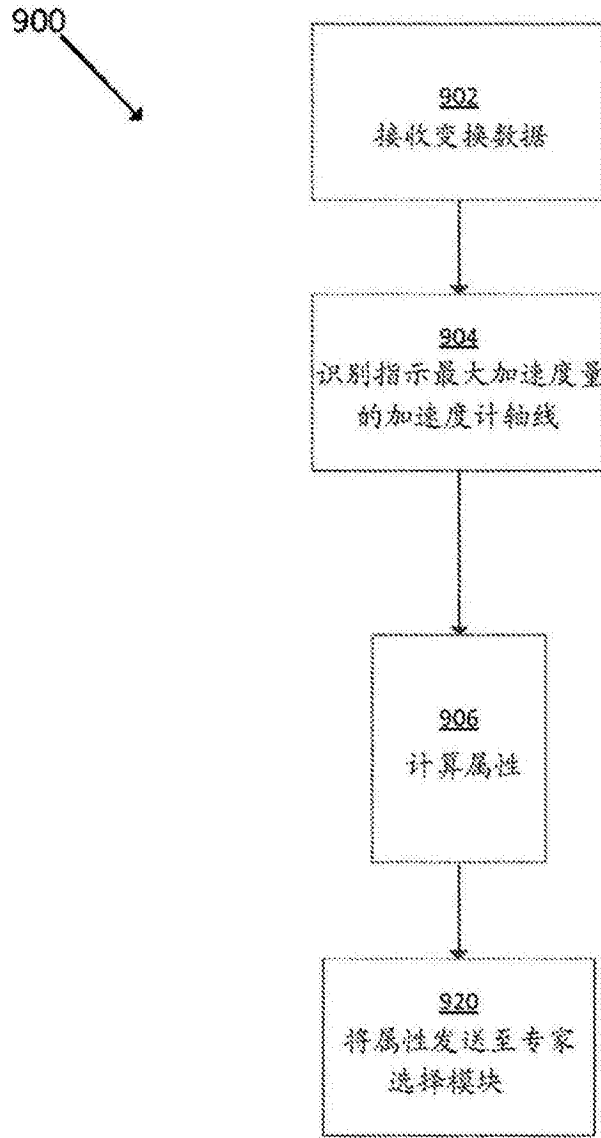 900
902
接收变换数据
904
识别指示最大加速度量
的加速度计轴线
906
计算属性
920
将属性发送至专家
选择模块